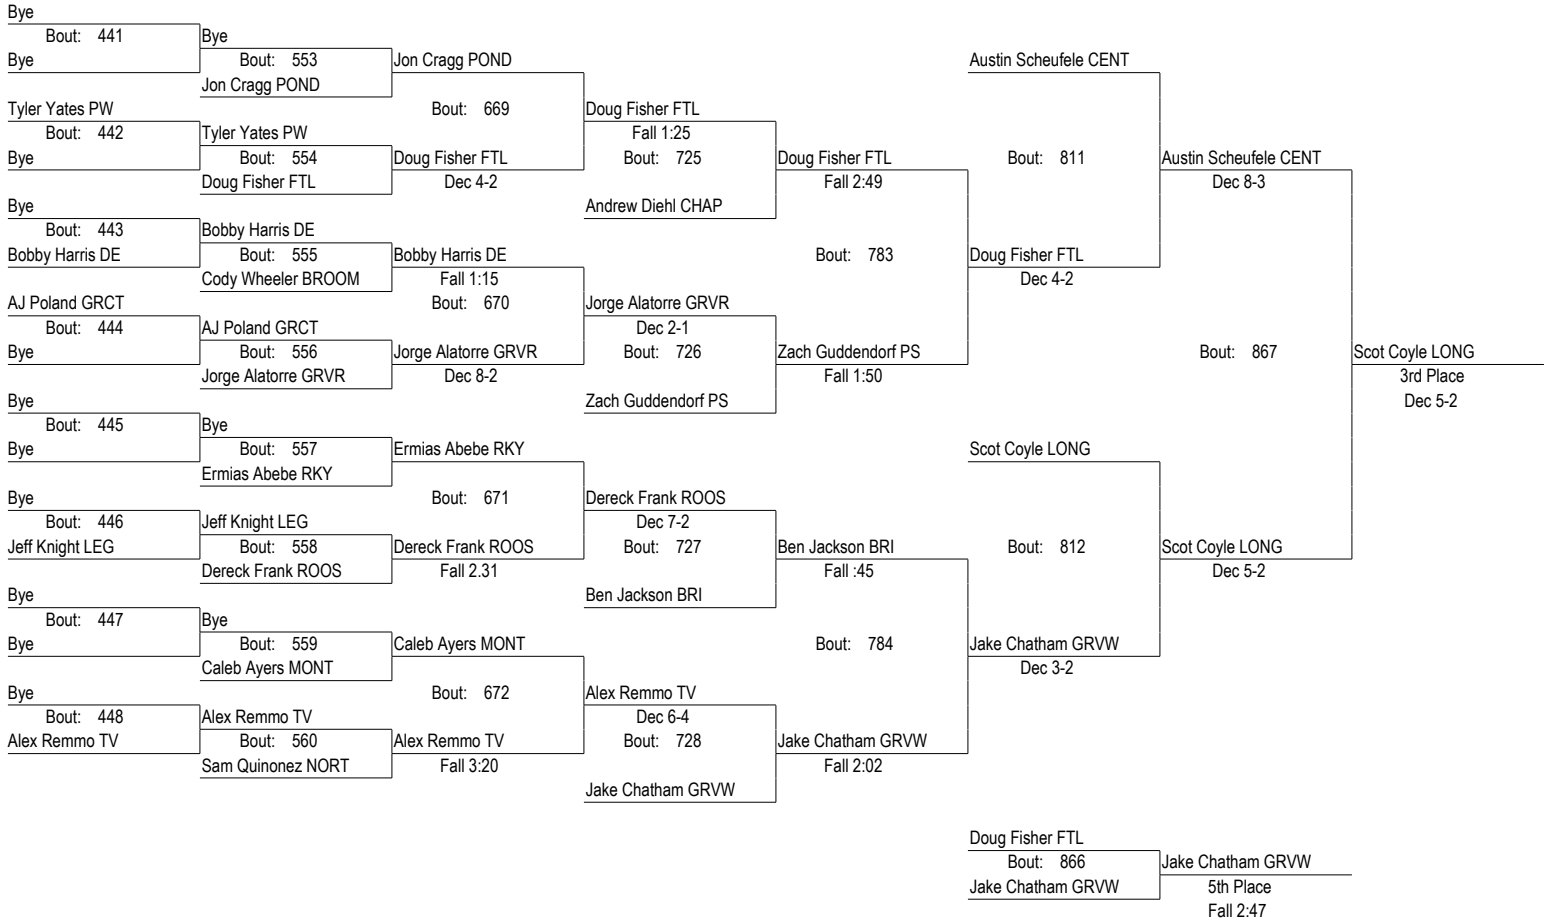 Bye
Bout: 441
Bye
Tyler Yates PW
Bout: 442
Bye
Bye
Bout: 443
Bobby Harris DE
AJ Poland GRCT
Bout: 444
Bye
Bye
Bout: 445
Bye
Bye
Bout: 446
Jeff Knight LEG
Bye
Bout: 447
Bye
Bye
Bout: 448
Alex Remmo TV
Bye
Bout: 553
Jon Cragg POND
Tyler Yates PW
Bout: 554
Doug Fisher FTL
Bobby Harris DE
Bout: 555
Cody Wheeler BROOM
AJ Poland GRCT
Bout: 556
Jorge Alatorre GRVR
Bye
Bout: 557
Ermias Abebe RKY
Jeff Knight LEG
Bout: 558
Dereck Frank ROOS
Bye
Bout: 559
Caleb Ayers MONT
Alex Remmo TV
Bout: 560
Sam Quinonez NORT
Jon Cragg POND
Bout: 669
Doug Fisher FTL
Dec 4-2
Bobby Harris DE
Fall 1:15
Bout: 670
Jorge Alatorre GRVR
Dec 8-2
Ermias Abebe RKY
Bout: 671
Dereck Frank ROOS
Fall 2.31
Caleb Ayers MONT
Bout: 672
Alex Remmo TV
Fall 3:20
Doug Fisher FTL
Fall 1:25
Bout: 725
Andrew Diehl CHAP
Jorge Alatorre GRVR
Dec 2-1
Bout: 726
Zach Guddendorf PS
Dereck Frank ROOS
Dec 7-2
Bout: 727
Ben Jackson BRI
Alex Remmo TV
Dec 6-4
Bout: 728
Jake Chatham GRVW
Doug Fisher FTL
Fall 2:49
Bout: 783
Zach Guddendorf PS
Fall 1:50
Ben Jackson BRI
Fall :45
Bout: 784
Jake Chatham GRVW
Fall 2:02
Austin Scheufele CENT
Bout: 811
Doug Fisher FTL
Dec 4-2
Scot Coyle LONG
Bout: 812
Jake Chatham GRVW
Dec 3-2
Austin Scheufele CENT
Dec 8-3
Bout: 867
Scot Coyle LONG
Dec 5-2
Scot Coyle LONG
3rd Place
Dec 5-2
Doug Fisher FTL
Bout: 866
Jake Chatham GRVW
Jake Chatham GRVW
5th Place
Fall 2:47